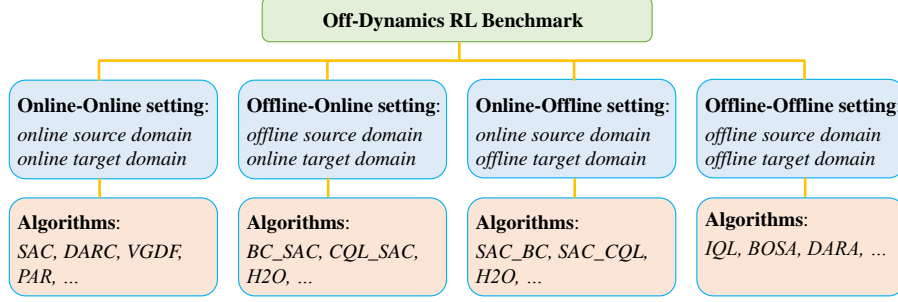 Off-Dynamics RL Benchmark
Online-Online setting:
online source domain
online target domain
Offline-Online setting:
offline source domain
online target domain
Online-Offline setting:
online source domain
offline target domain
Offline-Offline setting:
offline source domain
offline target domain
Algorithms:
SAC, DARC, VGDF,
PAR, ...
Algorithms:
BC_SAC, CQL_SAC,
H2O, ...
Algorithms:
SAC_BC, SAC_CQL,
H2O, ...
Algorithms:
IQL, BOSA, DARA, ...